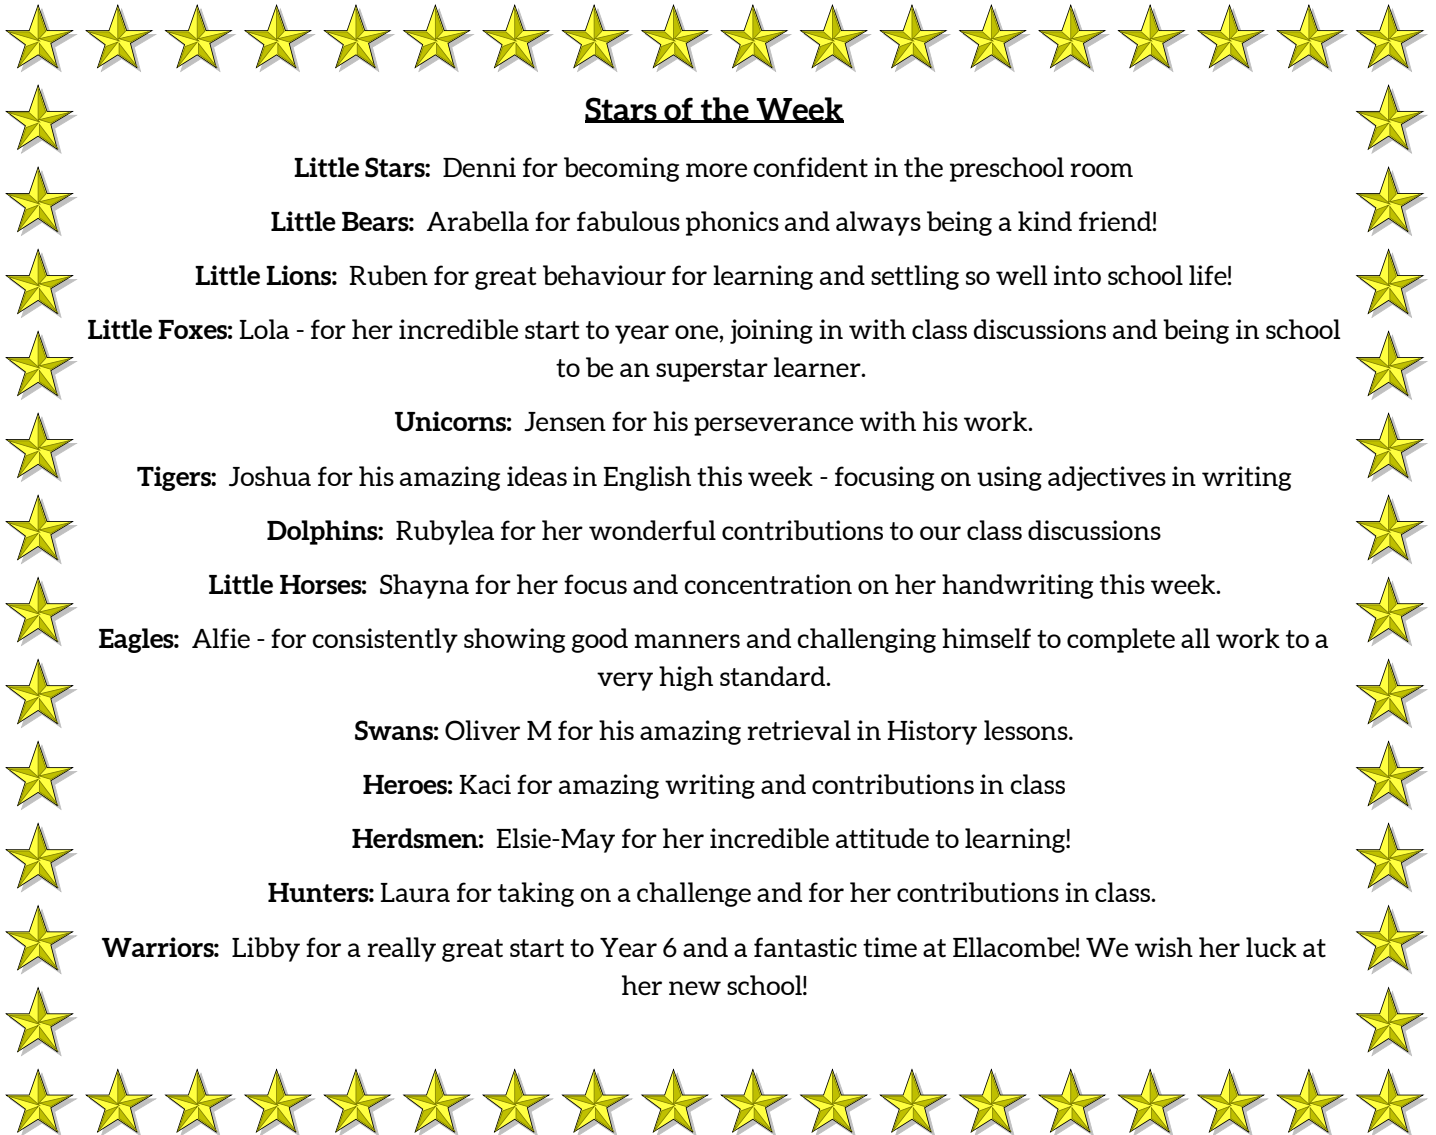 Stars of the Week
Little Stars: Denni for becoming more confident in the preschool room
Little Bears: Arabella for fabulous phonics and always being a kind friend!
Little Lions: Ruben for great behaviour for learning and settling so well into school life!
Little Foxes: Lola - for her incredible start to year one, joining in with class discussions and being in school
to be an superstar learner.
Unicorns: Jensen for his perseverance with his work.
Tigers: Joshua for his amazing ideas in English this week - focusing on using adjectives in writing
Dolphins: Rubylea for her wonderful contributions to our class discussions
Little Horses: Shayna for her focus and concentration on her handwriting this week.
Eagles: Alfie - for consistently showing good manners and challenging himself to complete all work to a
very high standard.
Swans: Oliver M for his amazing retrieval in History lessons.
Heroes: Kaci for amazing writing and contributions in class
Herdsmen: Elsie-May for her incredible attitude to learning!
Hunters: Laura for taking on a challenge and for her contributions in class.
Warriors: Libby for a really great start to Year 6 and a fantastic time at Ellacombe! We wish her luck at
her new school!